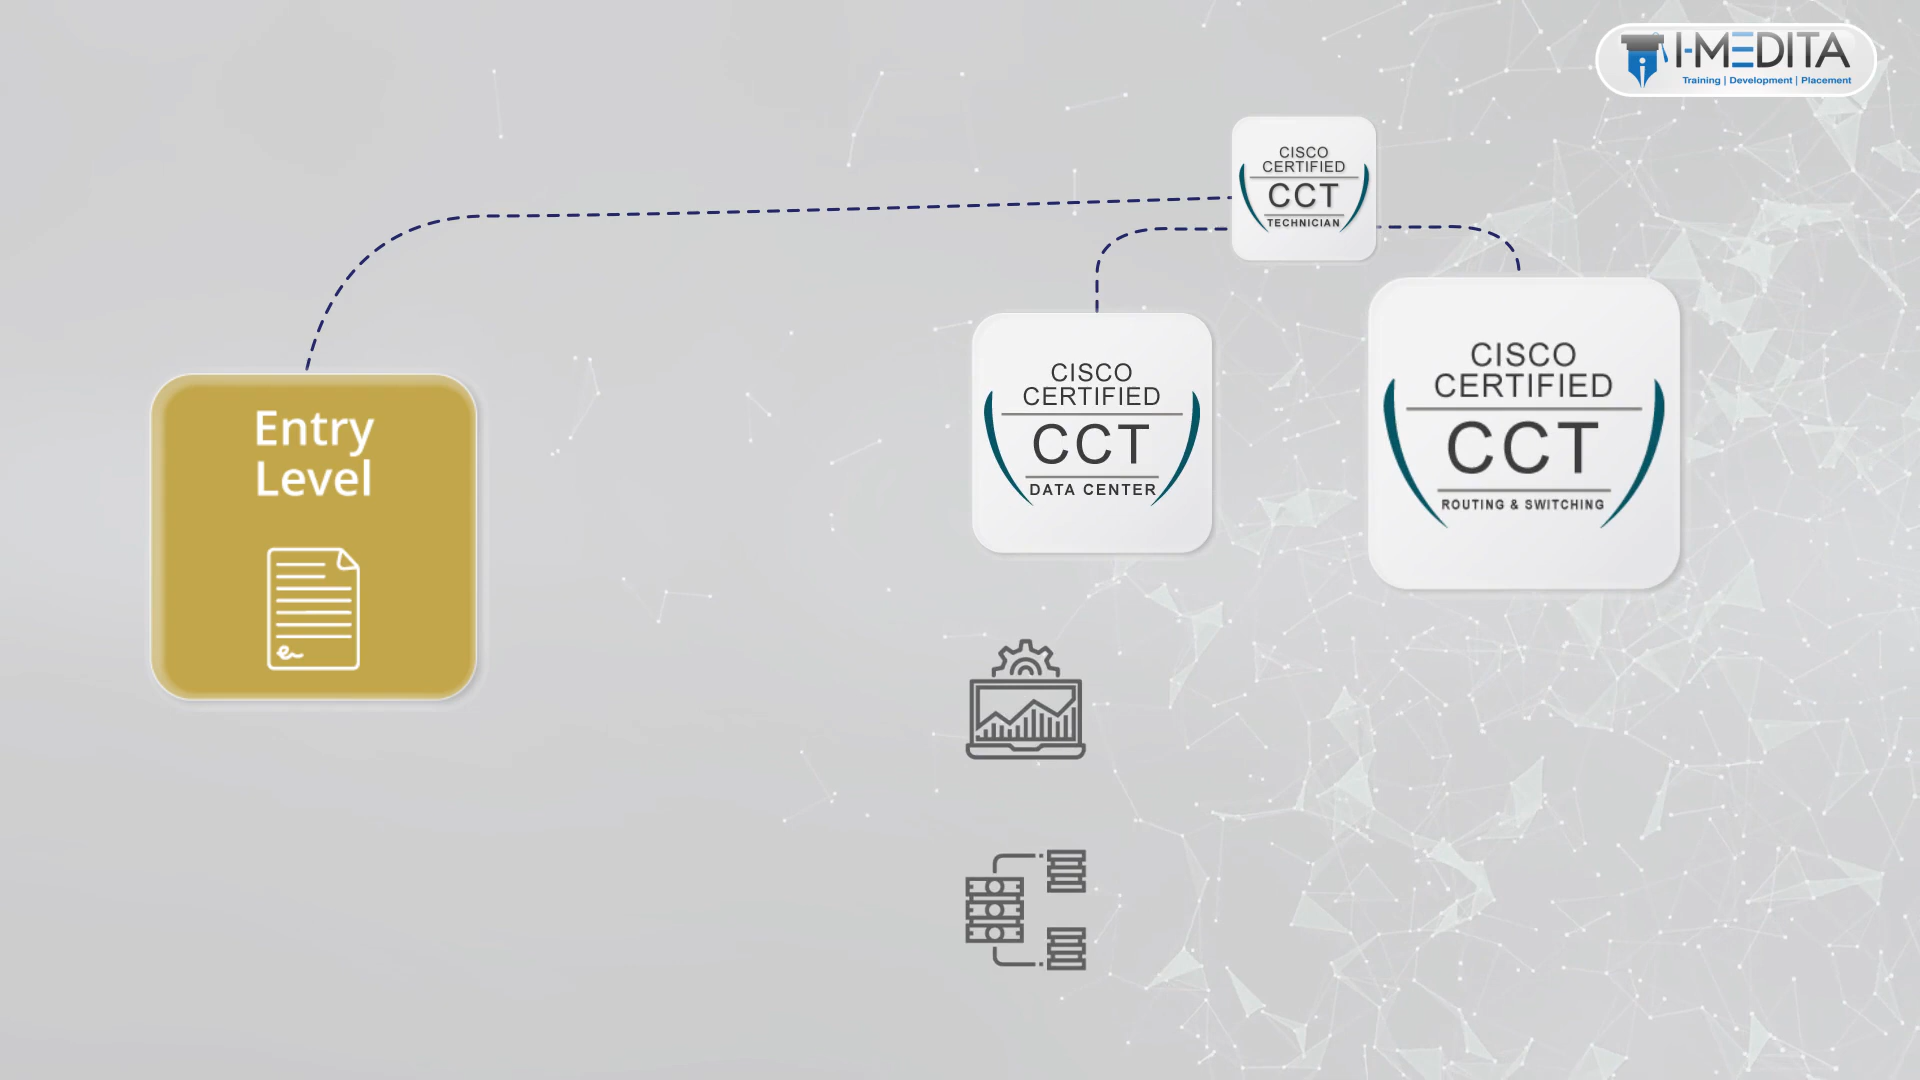 I-MEDITA
Training | Development | Placement
CISCO
CERTIFIED
CCT
TECHNICIAN
CISCO
CERTIFIED
CCT
DATA CENTER
CISCO
CERTIFIED
CCT
ROUTING & SWITCHING
Entry
Level